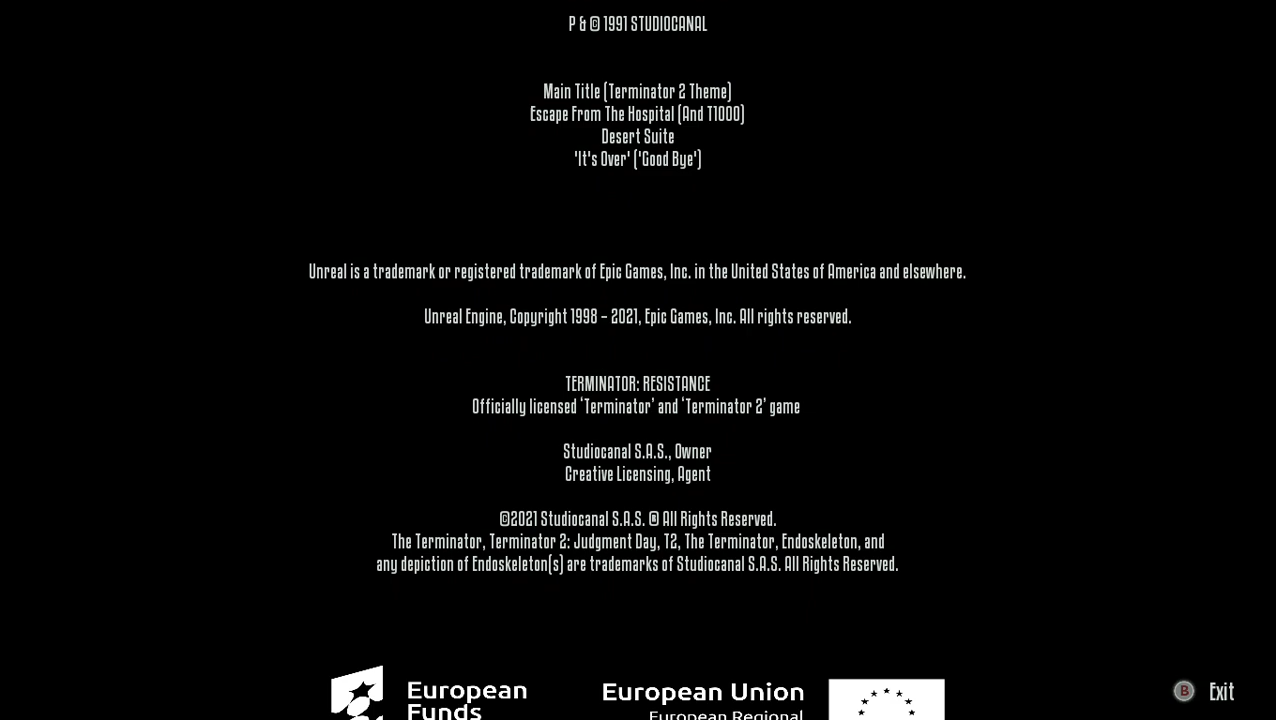 P & © 1991 STUDIOCANAL
Main Title (Terminator 2 Theme)
Escape From The Hospital (And T1000)
Desert Suite
'It's Over' ('Good Bye')
Unreal is a trademark or registered trademark of Epic Games, Inc. in the United States of America and elsewhere.
Unreal Engine, Copyright 1998 – 2021, Epic Games, Inc. All rights reserved.
TERMINATOR: RESISTANCE
Officially licensed ‘Terminator’ and ‘Terminator 2’ game
Studiocanal S.A.S., Owner
Creative Licensing, Agent
©2021 Studiocanal S.A.S. ® All Rights Reserved.
The Terminator, Terminator 2: Judgment Day, T2, The Terminator, Endoskeleton, and
any depiction of Endoskeleton(s) are trademarks of Studiocanal S.A.S. All Rights Reserved.
European
Funds
European Union
European Regional
B Exit